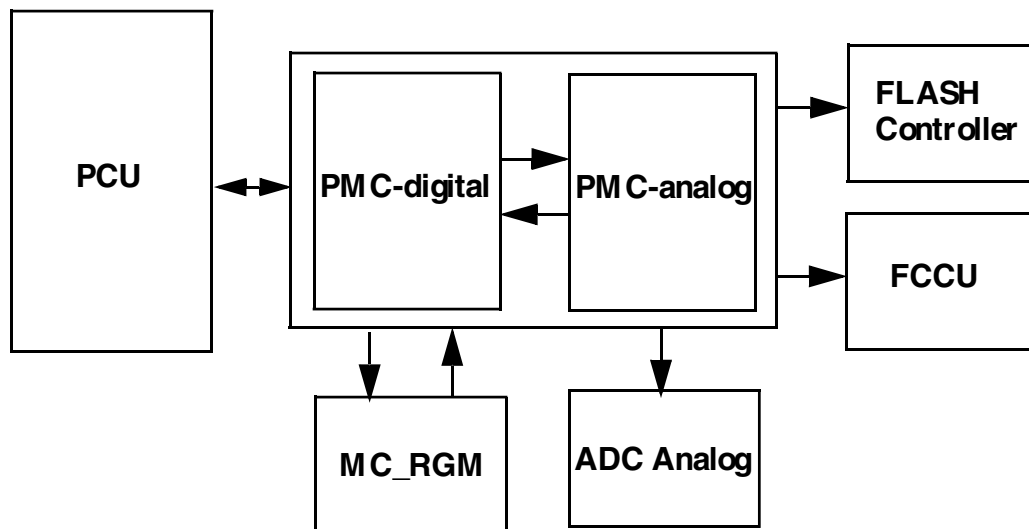 PCU
PMC-digital
PMC-analog
FLASH
Controller
FCCU
MC_RGM
ADC Analog